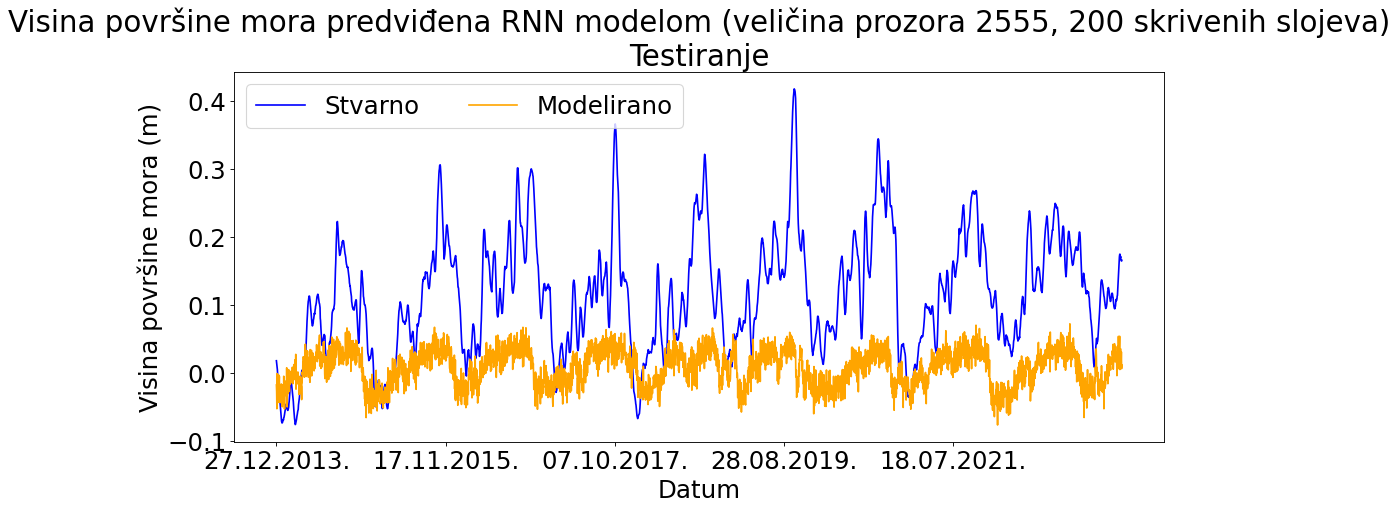 Visina površine mora predviđena RNN modelom (veličina prozora 2555, 200 skrivenih slojeva)
Testiranje
Stvarno
Modelirano
Visina površine mora (m)
0.4
0.3
0.2
0.1
0.0
−0.1
27.12.2013.
17.11.2015.
07.10.2017.
28.08.2019.
18.07.2021.
Datum